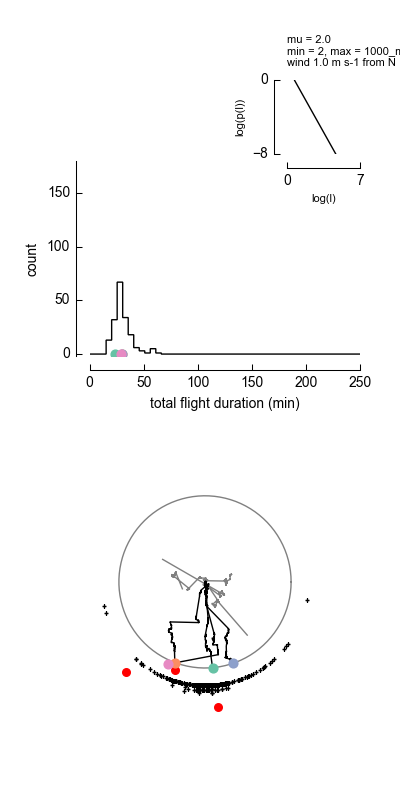 mu = 2.0
min = 2, max = 1000_m
wind 1.0 m s-1 from N
0
log(p(l))
−8
0 7
log(l)
150
100
50
0
count
0 50 100 150 200 250
total flight duration (min)